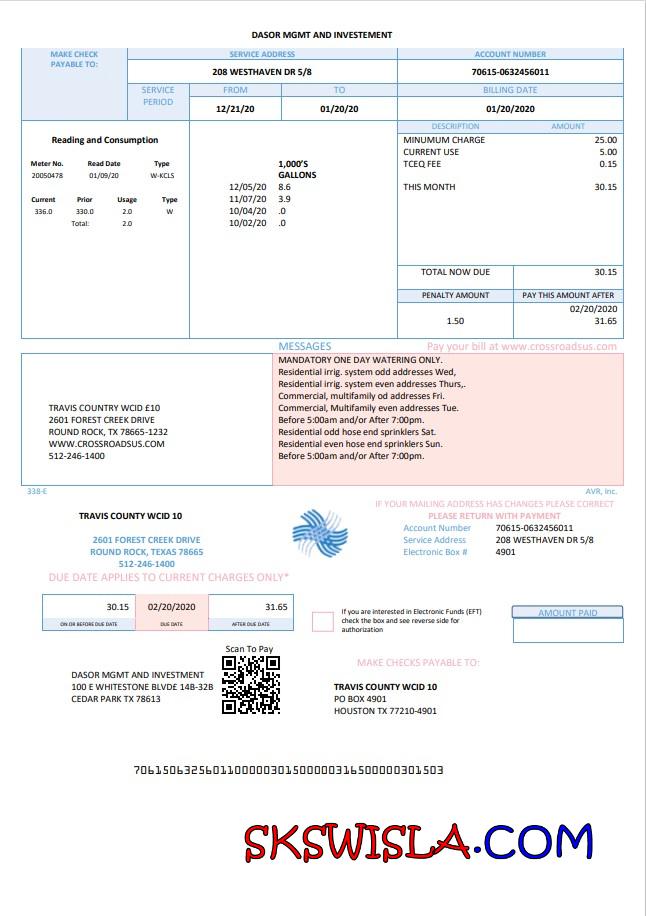 DASOR MGMT AND INVESTEMENT
MAKE CHECK
PAYABLE TO:
SERVICE ADDRESS
ACCOUNT NUMBER
208 WESTHAVEN DR 5/8
70615-0632456011
SERVICE
PERIOD
FROM
TO
BILLING DATE
12/21/20
01/20/20
01/20/2020
Reading and Consumption
Meter No. Read Date Type
20050478 01/09/20 W-KCLS
Current Prior Usage Type
336.0 330.0 2.0 W
Total: 2.0
1,000'S
GALLONS
12/05/20 8.6
11/07/20 3.9
10/04/20 .0
10/02/20 .0
DESCRIPTION AMOUNT
MINUMUM CHARGE 25.00
CURRENT USE 5.00
TCEQ FEE 0.15
THIS MONTH 30.15
TOTAL NOW DUE 30.15
PENALTY AMOUNT PAY THIS AMOUNT AFTER
02/20/2020
1.50 31.65
MESSAGES Pay your bill at www.crossroadsus.com
TRAVIS COUNTRY WCID £10
2601 FOREST CREEK DRIVE
ROUND ROCK, TX 78665-1232
WWW.CROSSROADSUS.COM
512-246-1400
MANDATORY ONE DAY WATERING ONLY.
Residential irrig. system odd addresses Wed,
Residential irrig. system even addresses Thurs,.
Commercial, multifamily od addresses Fri.
Commercial, Multifamily even addresses Tue.
Before 5:00am and/or After 7:00pm.
Residential odd hose end sprinklers Sat.
Residential even hose end sprinklers Sun.
Before 5:00am and/or After 7:00pm.
338-E AVR, Inc.
TRAVIS COUNTY WCID 10
2601 FOREST CREEK DRIVE
ROUND ROCK, TEXAS 78665
512-246-1400
IF YOUR MAILING ADDRESS HAS CHANGES PLEASE CORRECT
PLEASE RETURN WITH PAYMENT
Account Number 70615-0632456011
Service Address 208 WESTHAVEN DR 5/8
Electronic Box # 4901
DUE DATE APPLIES TO CURRENT CHARGES ONLY*
30.15 02/20/2020 31.65
ON OR BEFORE DUE DATE DUE DATE AFTER DUE DATE
If you are interested in Electronic Funds (EFT)
check the box and see reverse side for
authorization
AMOUNT PAID
Scan To Pay
DASOR MGMT AND INVESTMENT
100 E WHITESTONE BLVD£ 14B-32B
CEDAR PARK TX 78613
MAKE CHECKS PAYABLE TO:
TRAVIS COUNTY WCID 10
PO BOX 4901
HOUSTON TX 77210-4901
7061506325601100000301500000316500000301503
SKSWISLA.COM